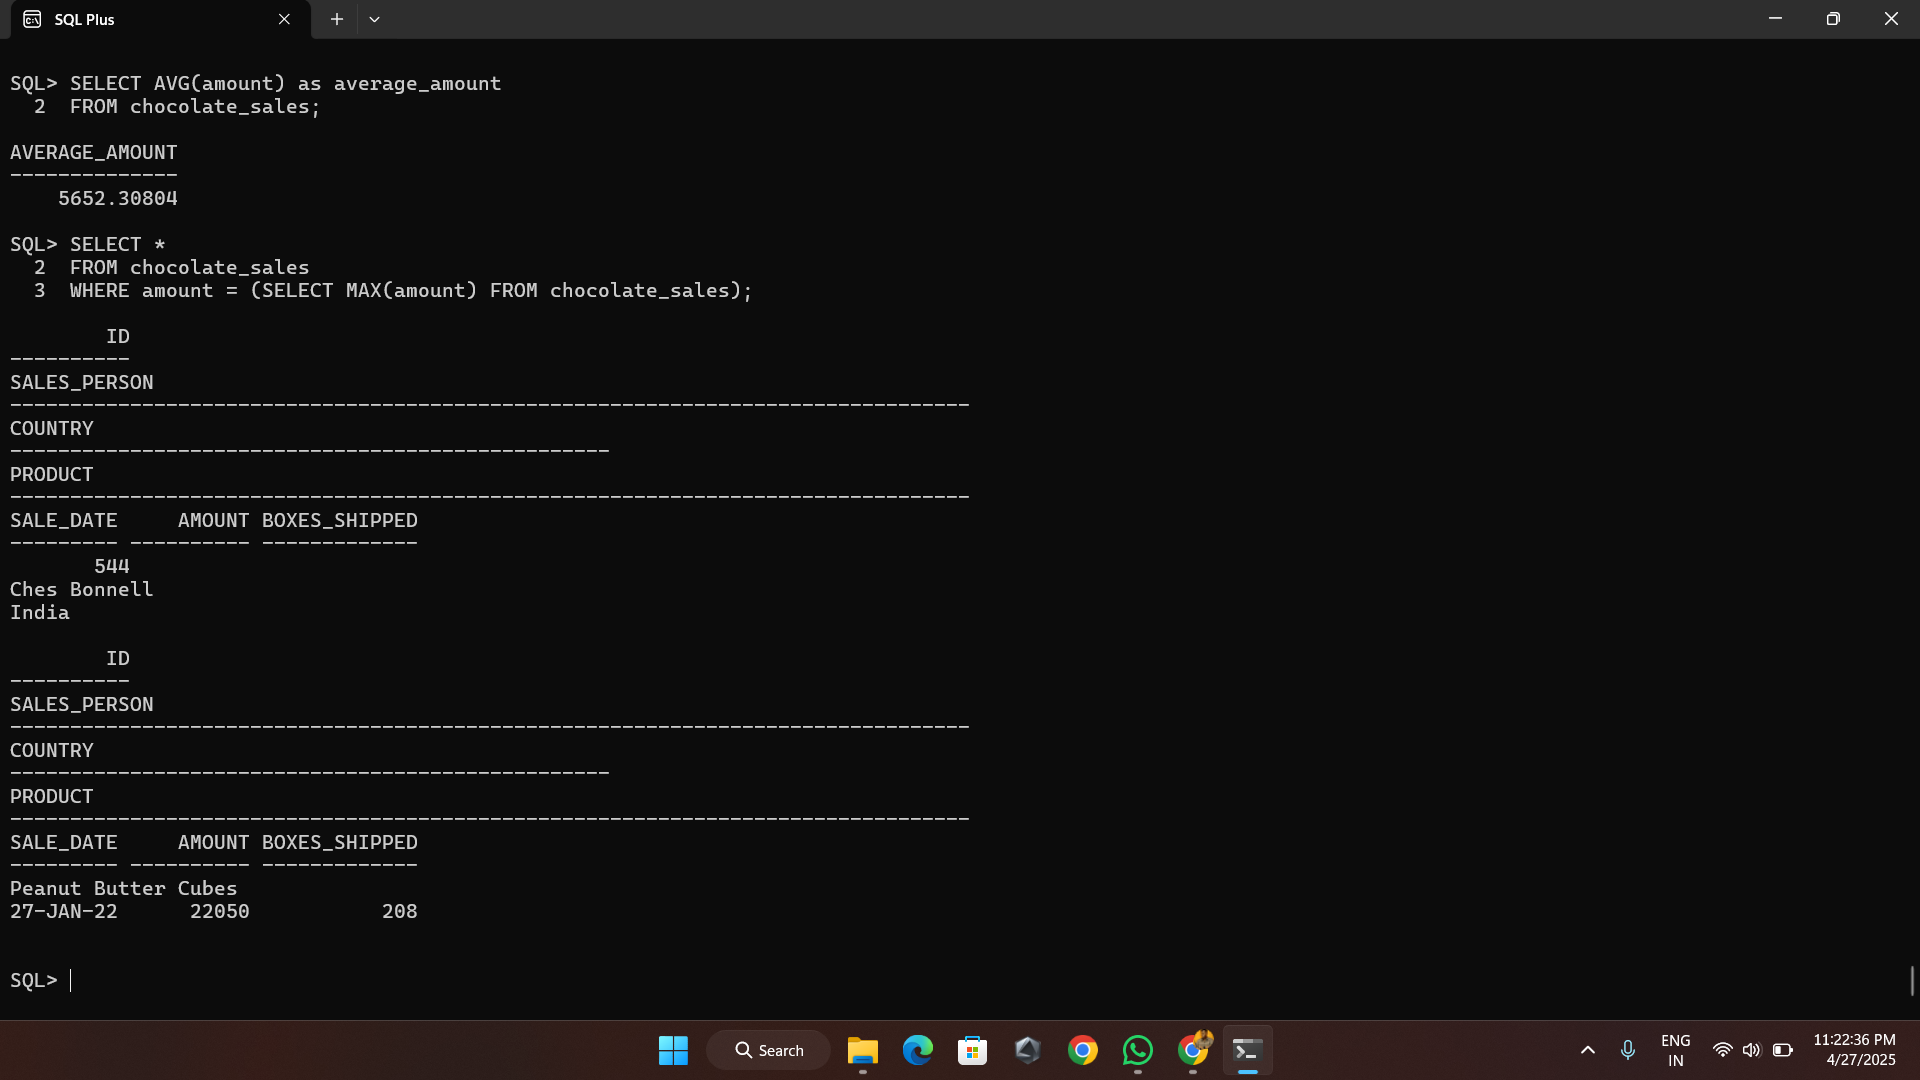 SQL Plus
SQL> SELECT AVG(amount) as average_amount
  2  FROM chocolate_sales;
AVERAGE_AMOUNT
--------------
    5652.30804
SQL> SELECT *
  2  FROM chocolate_sales
  3  WHERE amount = (SELECT MAX(amount) FROM chocolate_sales);
        ID
----------
SALES_PERSON
--------------------------------------------------------------------------------
COUNTRY
--------------------------------------------------
PRODUCT
--------------------------------------------------------------------------------
SALE_DATE     AMOUNT BOXES_SHIPPED
--------- ---------- -------------
       544
Ches Bonnell
India
        ID
----------
SALES_PERSON
--------------------------------------------------------------------------------
COUNTRY
--------------------------------------------------
PRODUCT
--------------------------------------------------------------------------------
SALE_DATE     AMOUNT BOXES_SHIPPED
--------- ---------- -------------
Peanut Butter Cubes
27-JAN-22      22050           208
SQL>
Search
ENG
IN
11:22:36 PM
4/27/2025